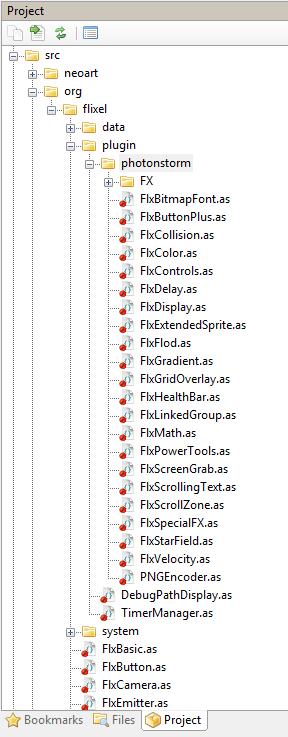 Project
src
neoart
org
flixel
data
plugin
photonstorm
FX
FlxBitmapFont.as
FlxButtonPlus.as
FlxCollision.as
FlxColor.as
FlxControls.as
FlxDelay.as
FlxDisplay.as
FlxExtendedSprite.as
FlxFlod.as
FlxGradient.as
FlxGridOverlay.as
FlxHealthBar.as
FlxLinkedGroup.as
FlxMath.as
FlxPowerTools.as
FlxScreenGrab.as
FlxScrollingText.as
FlxScrollZone.as
FlxSpecialFX.as
FlxStarField.as
FlxVelocity.as
PNGEncoder.as
DebugPathDisplay.as
TimerManager.as
system
FlxBasic.as
FlxButton.as
FlxCamera.as
FlxEmitter.as
Bookmarks Files Project